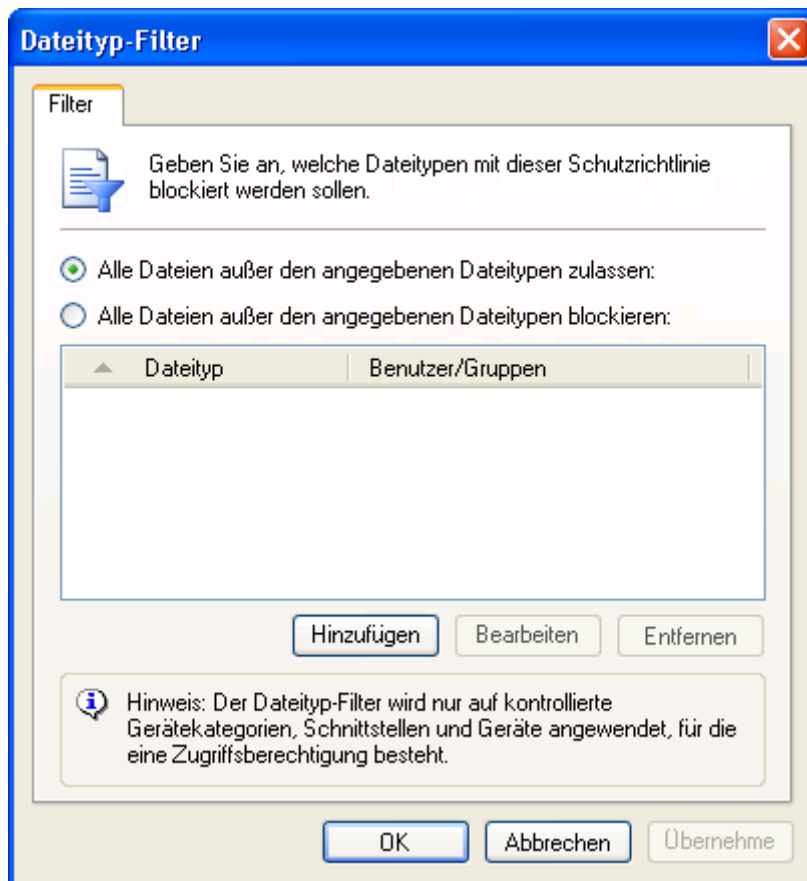 Dateityp-Filter
Filter
Geben Sie an, welche Dateitypen mit dieser Schutzrichtlinie
blockiert werden sollen.
Alle Dateien außer den angegebenen Dateitypen zulassen:
Alle Dateien außer den angegebenen Dateitypen blockieren:
Dateityp Benutzer/Gruppen
Hinzufügen Bearbeiten Entfernen
Hinweis: Der Dateityp-Filter wird nur auf kontrollierte
Gerätekategorien, Schnittstellen und Geräte angewendet, für die
eine Zugriffsberechtigung besteht.
OK Abbrechen Übernehme